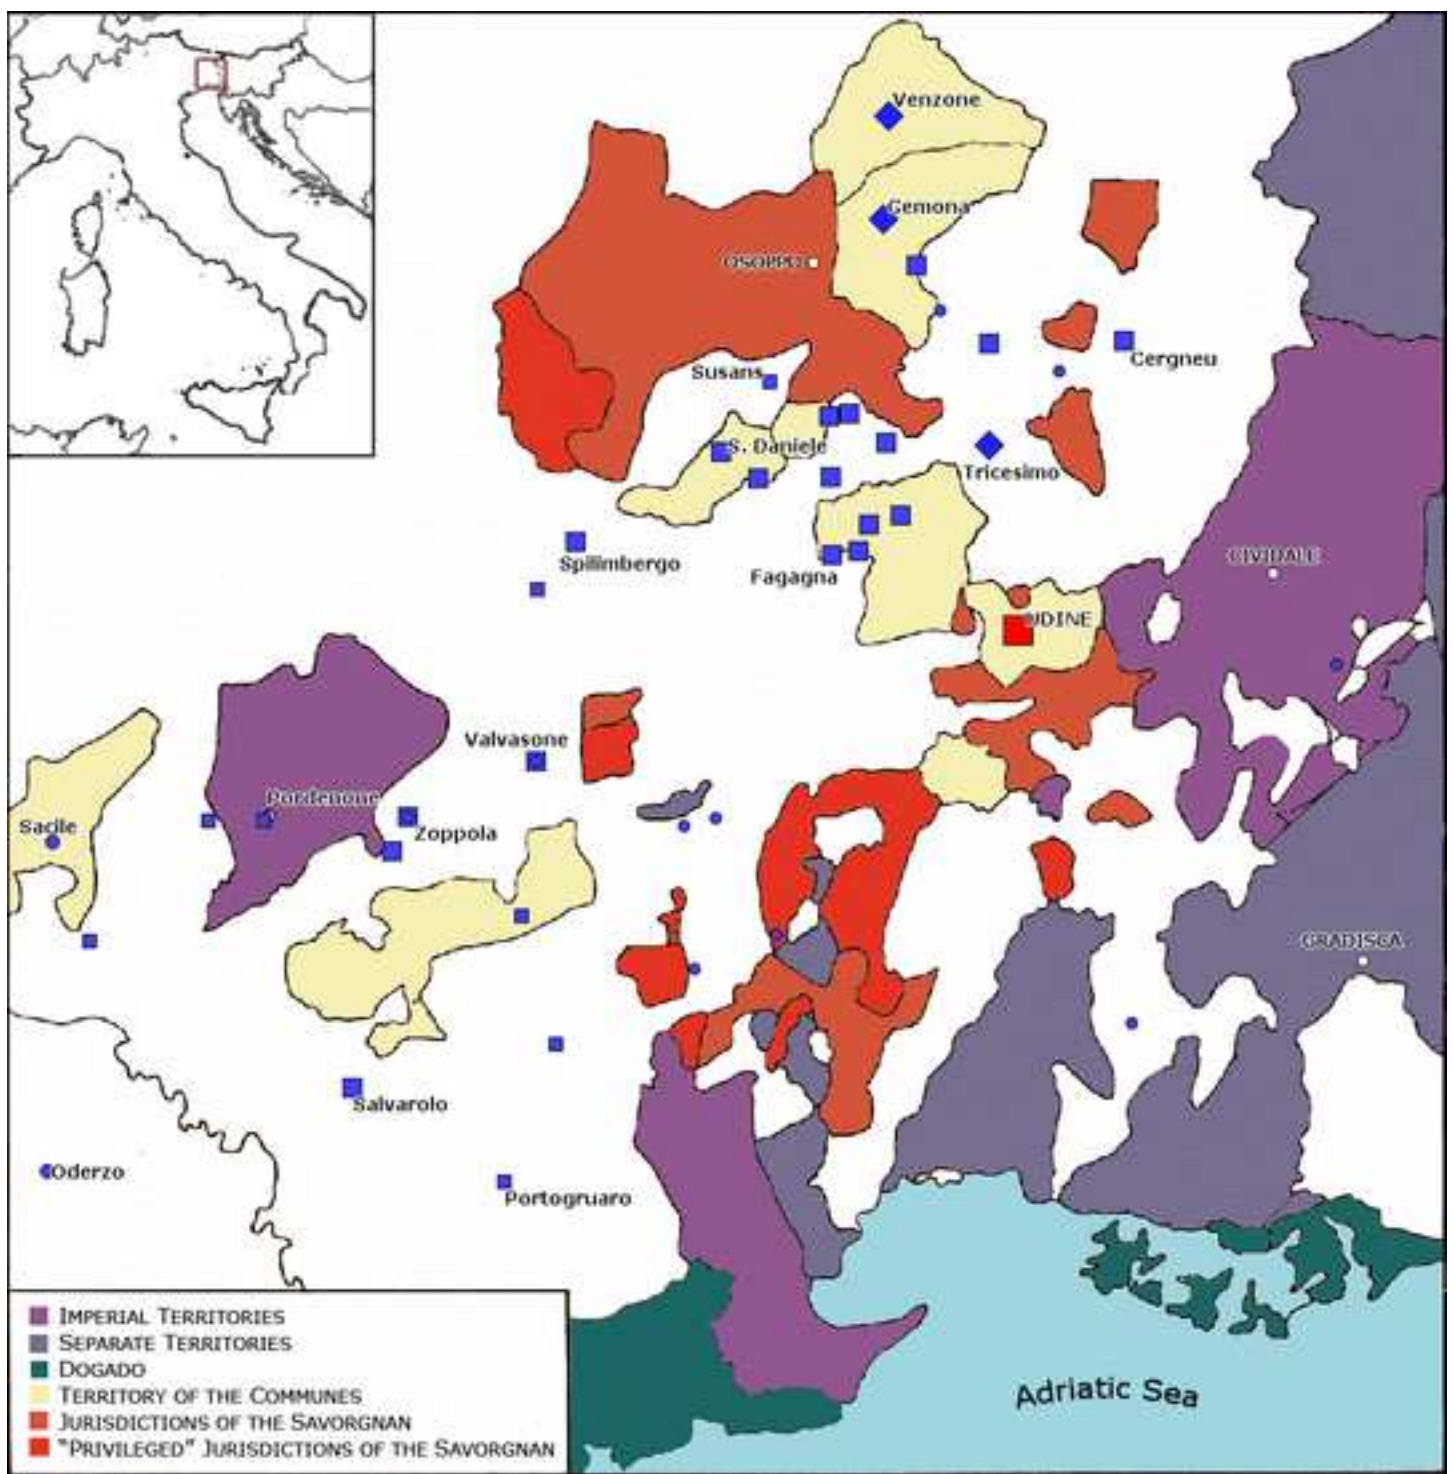 Venzone
Gemona
OSOPPO
Cergneu
Susans
S. Daniele
Tricesimo
Spilimbergo
Fagagna
CIVIDALE
UDINE
Valvasone
Pordenone
Sacile
Zoppola
GRADISCA
Salvarolo
Oderzo
Portogruaro
IMPERIAL TERRITORIES
SEPARATE TERRITORIES
DOGADO
TERRITORY OF THE COMMUNES
JURISDICTIONS OF THE SAVORGNAN
"PRIVILEGED" JURISDICTIONS OF THE SAVORGNAN
Adriatic Sea